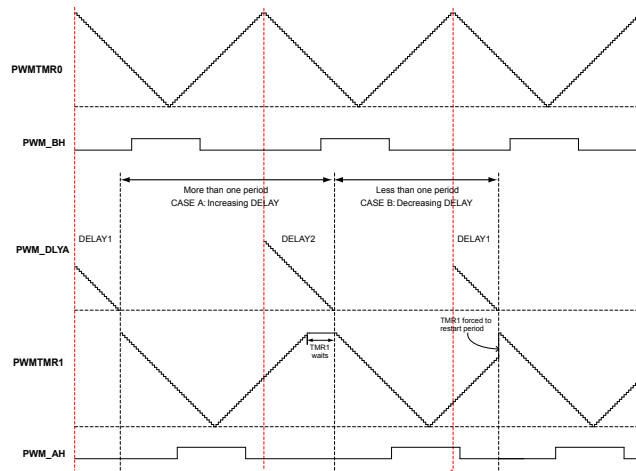 PWMTMR0
PWM_BH
More than one period
CASE A: Increasing DELAY
Less than one period
CASE B: Decreasing DELAY
PWM_DLYA
DELAY1
DELAY2
DELAY1
TMR1 forced to
restart period
TMR1
waits
PWMTMR1
PWM_AH